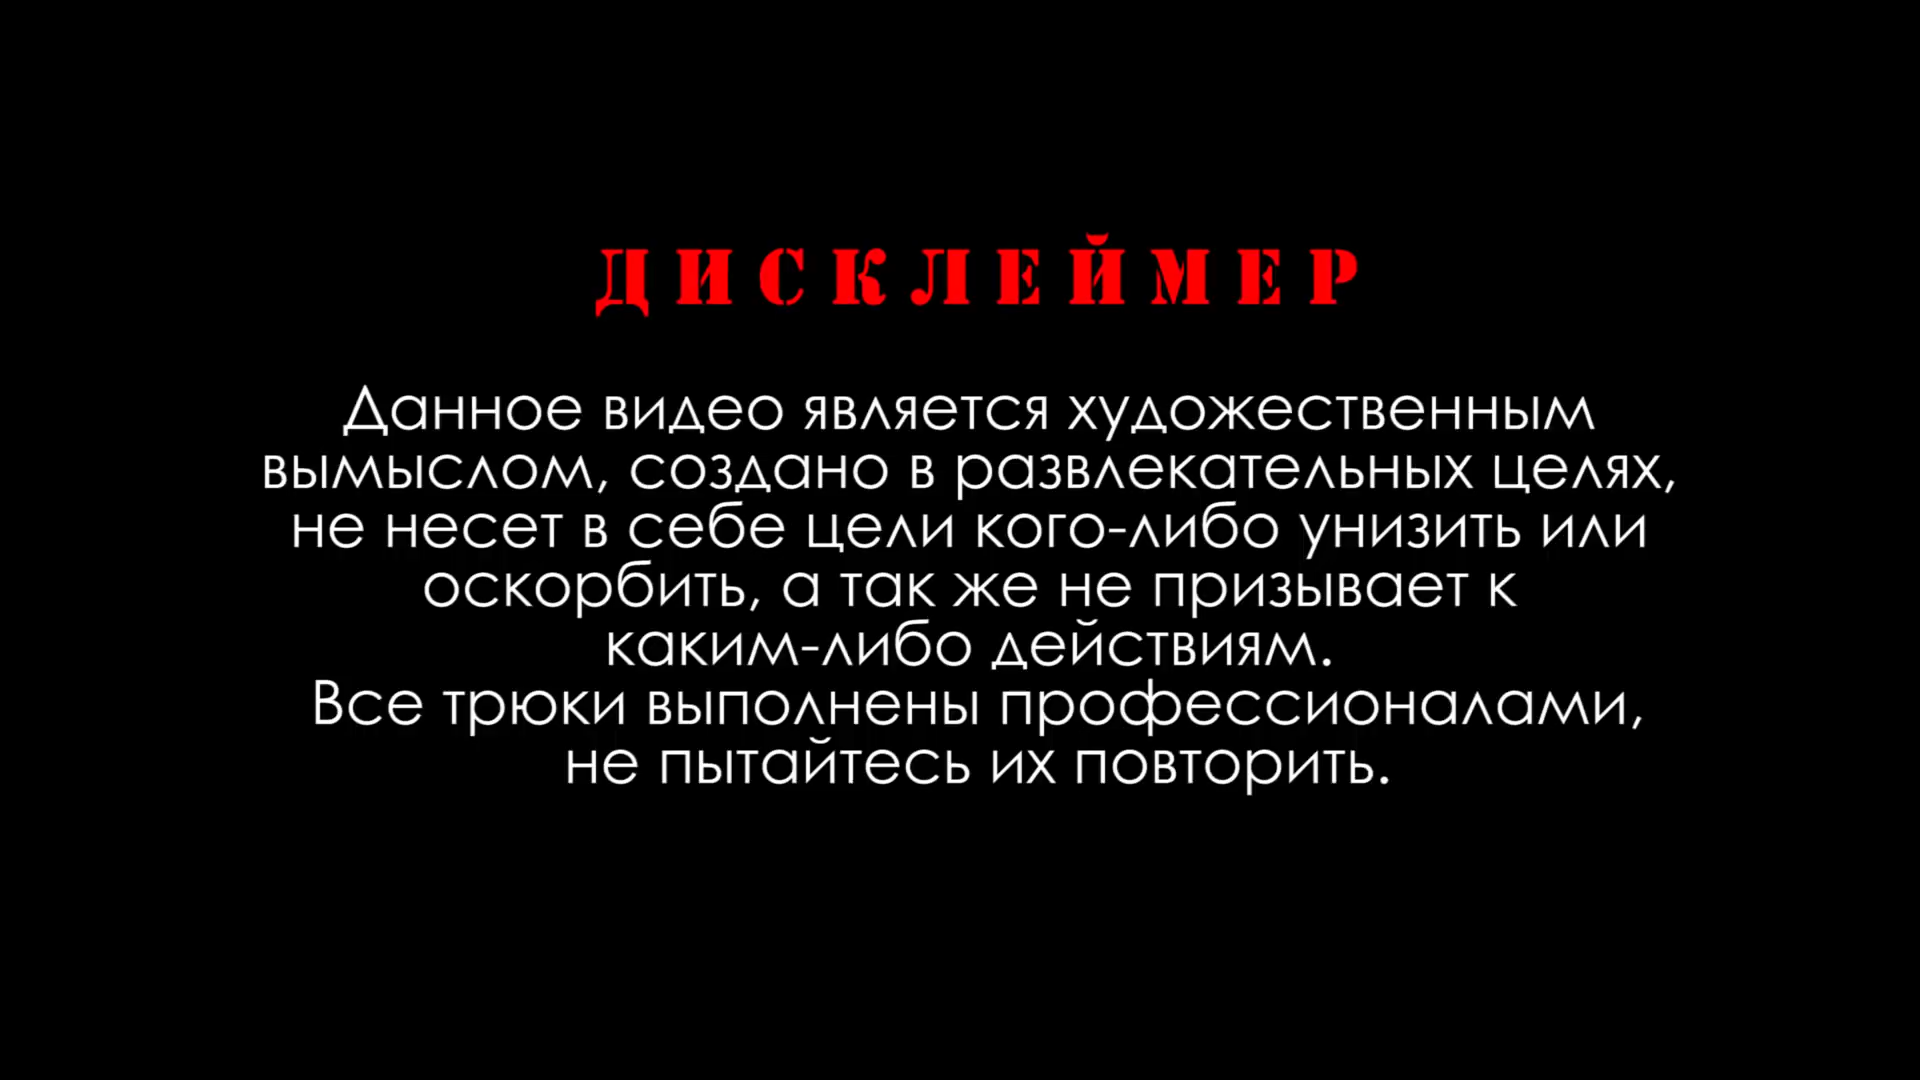 ДИСКЛЕЙМЕР
Данное видео является художественным
вымыслом, создано в развлекательных целях,
не несет в себе цели кого-либо унизить или
оскорбить, а так же не призывает к
каким-либо действиям.
Все трюки выполнены профессионалами,
не пытайтесь их повторить.